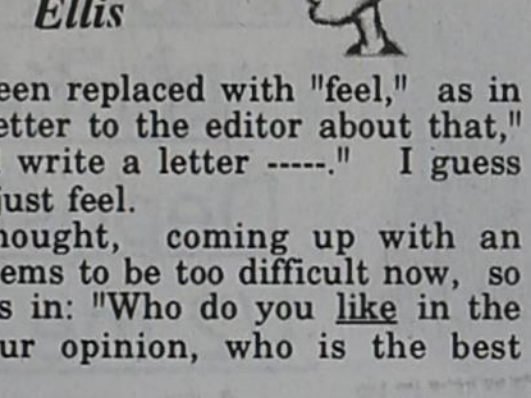 Ellis
een replaced with "feel," as in
etter to the editor about that,"
write a letter -----." I guess
just feel.
hought, coming up with an
ems to be too difficult now, so
s in: "Who do you like in the
ur opinion, who is the best